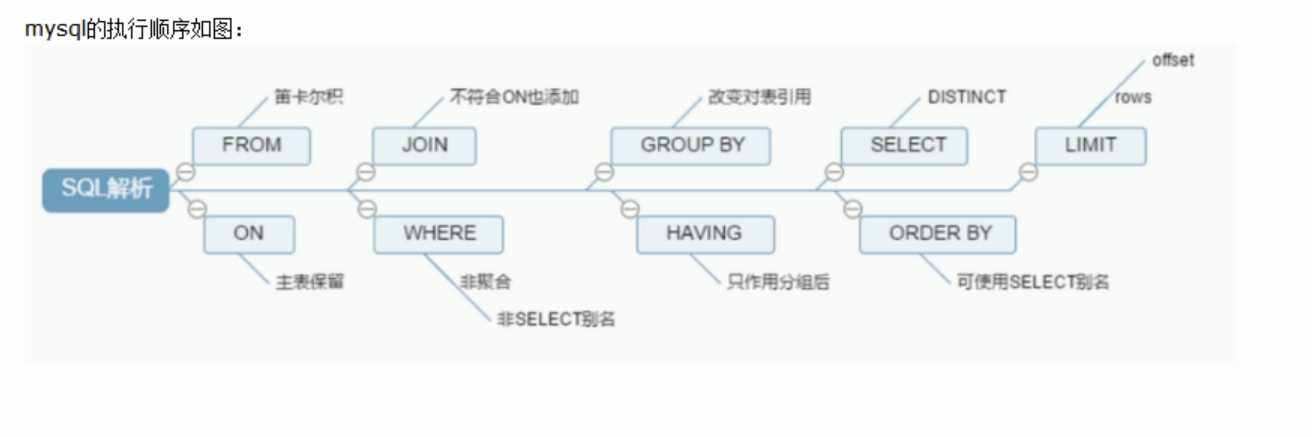 mysql的执行顺序如图：
offset
笛卡尔积 不符合ON也添加 改变对表引用 DISTINCT rows
FROM JOIN GROUP BY SELECT LIMIT
SQL解析
ON WHERE HAVING ORDER BY
主表保留 非聚合 只作用分组后 可使用SELECT别名
非SELECT别名